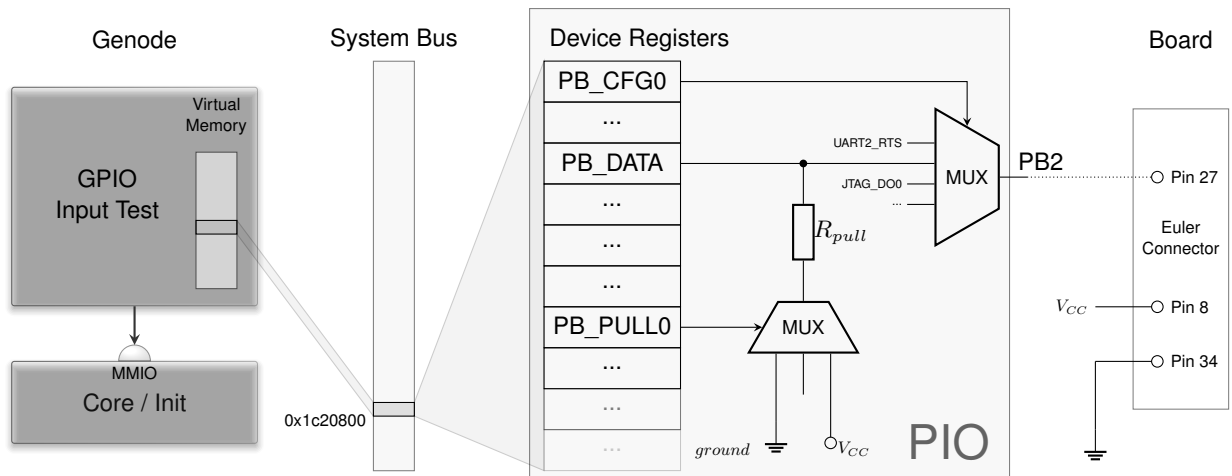 Genode
System Bus
Device Registers
Board
Virtual
Memory
GPIO
Input Test
MMIO
Core / Init
0x1c20800
PB_CFG0
...
PB_DATA
...
...
...
PB_PULL0
...
...
...
UART2_RTS
JTAG_DO0
...
MUX
PB2
R_pull
MUX
ground
V_CC
PIO
Pin 27
Euler
Connector
V_CC
Pin 8
Pin 34